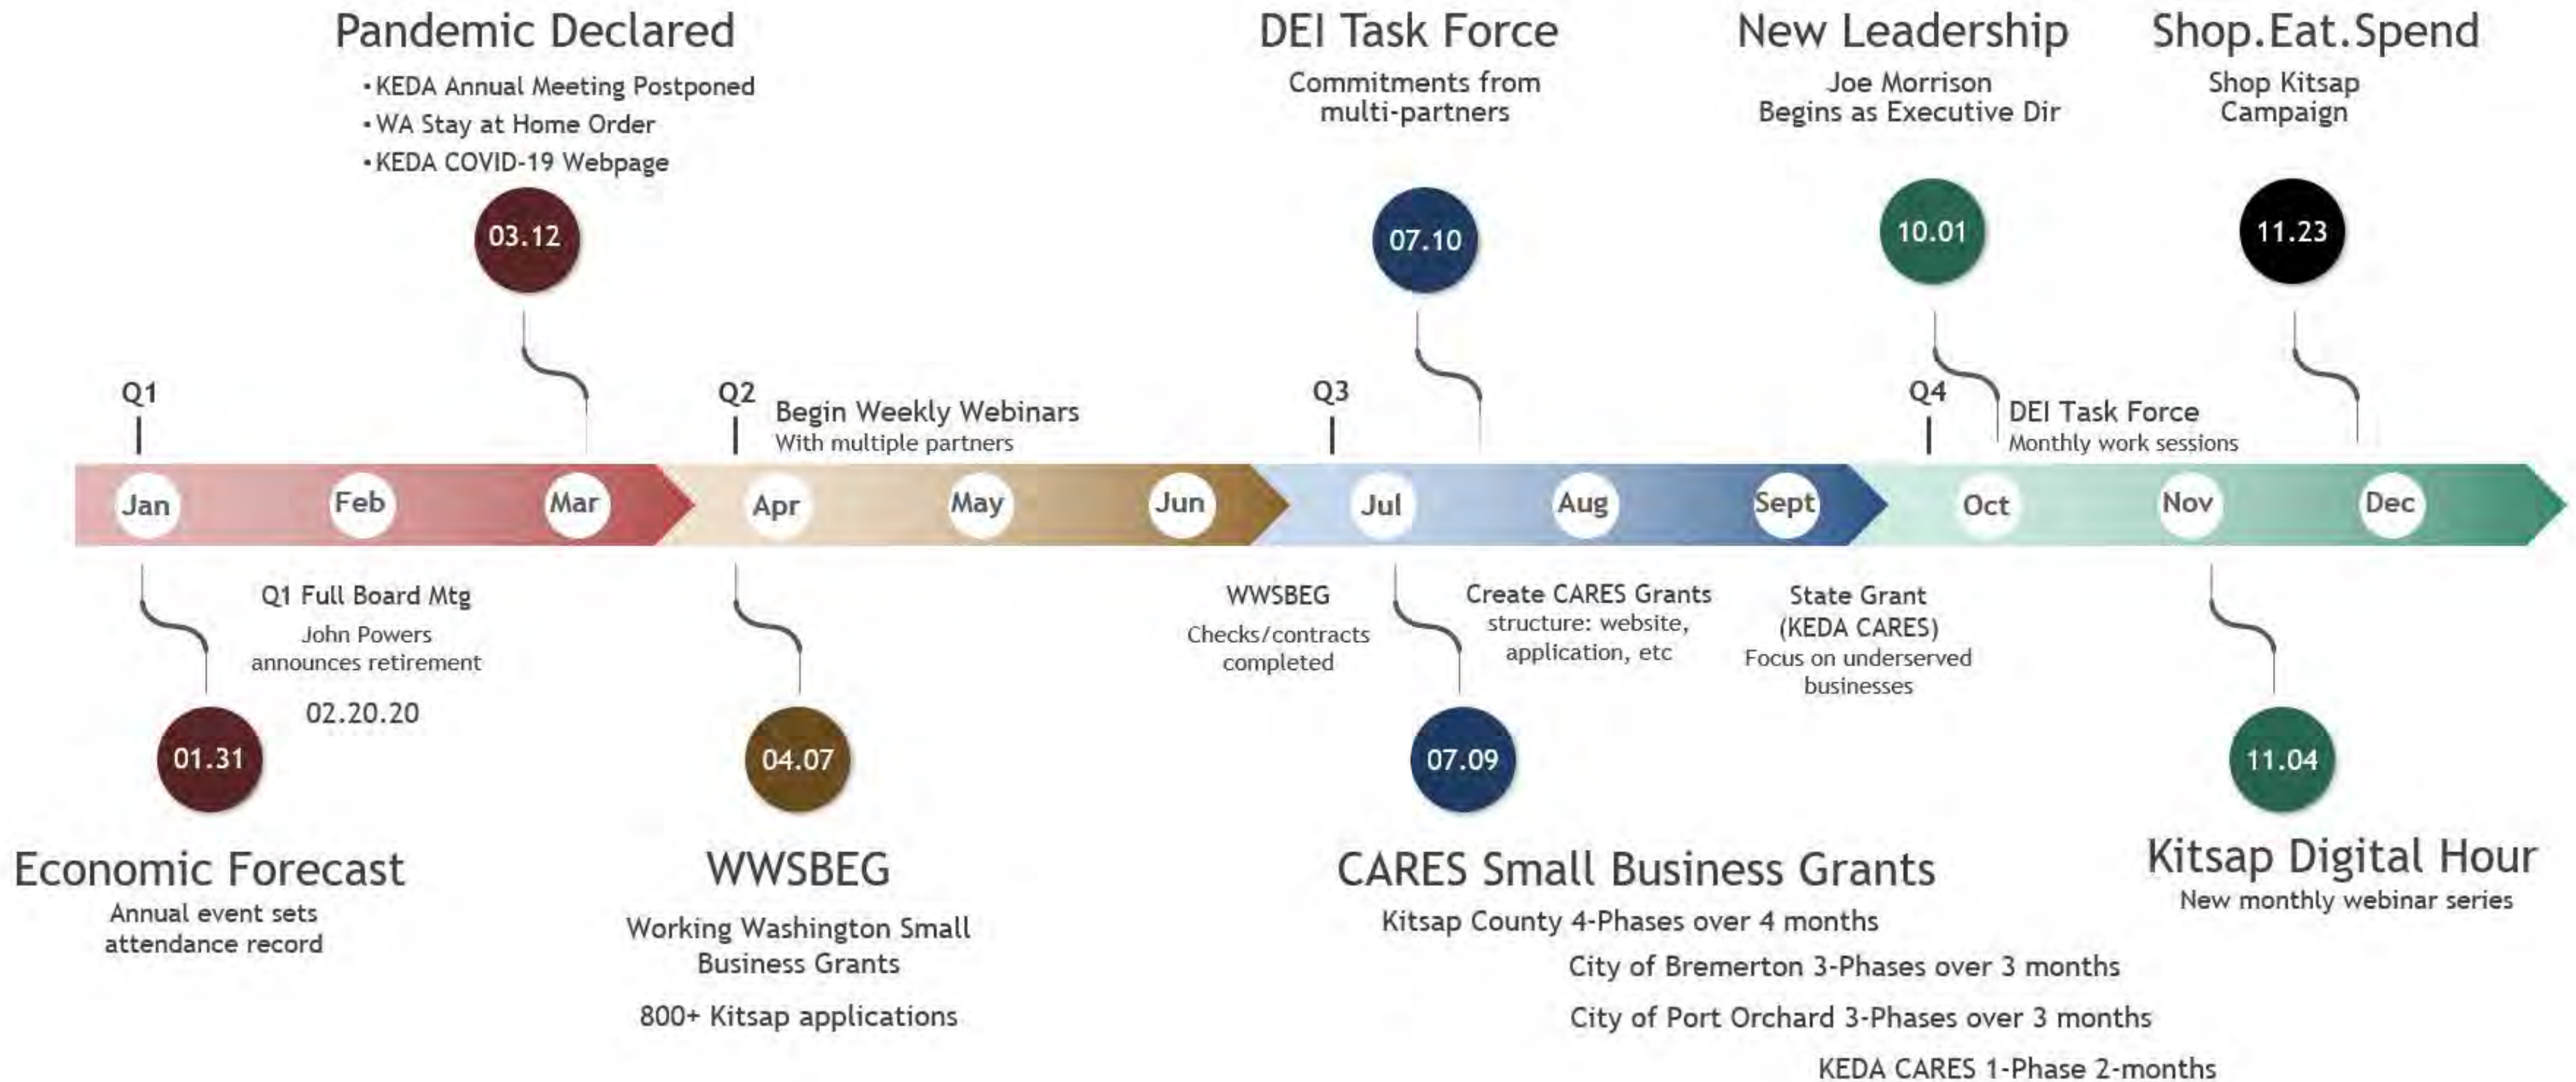 Pandemic Declared
• KEDA Annual Meeting Postponed
• WA Stay at Home Order
• KEDA COVID-19 Webpage
03.12
DEI Task Force
Commitments from
multi-partners
07.10
New Leadership
Joe Morrison
Begins as Executive Dir
10.01
Shop.Eat.Spend
Shop Kitsap
Campaign
11.23
Q1
Q2
Begin Weekly Webinars
With multiple partners
Q3
Q4
DEI Task Force
Monthly work sessions
Jan
Feb
Mar
Apr
May
Jun
Jul
Aug
Sept
Oct
Nov
Dec
Q1 Full Board Mtg
John Powers
announces retirement
02.20.20
WWSBEG
Checks/contracts
completed
Create CARES Grants
structure: website,
application, etc
State Grant
(KEDA CARES)
Focus on underserved
businesses
01.31
Economic Forecast
Annual event sets
attendance record
04.07
WWSBEG
Working Washington Small
Business Grants
800+ Kitsap applications
07.09
CARES Small Business Grants
Kitsap County 4-Phases over 4 months
City of Bremerton 3-Phases over 3 months
City of Port Orchard 3-Phases over 3 months
KEDA CARES 1-Phase 2-months
11.04
Kitsap Digital Hour
New monthly webinar series